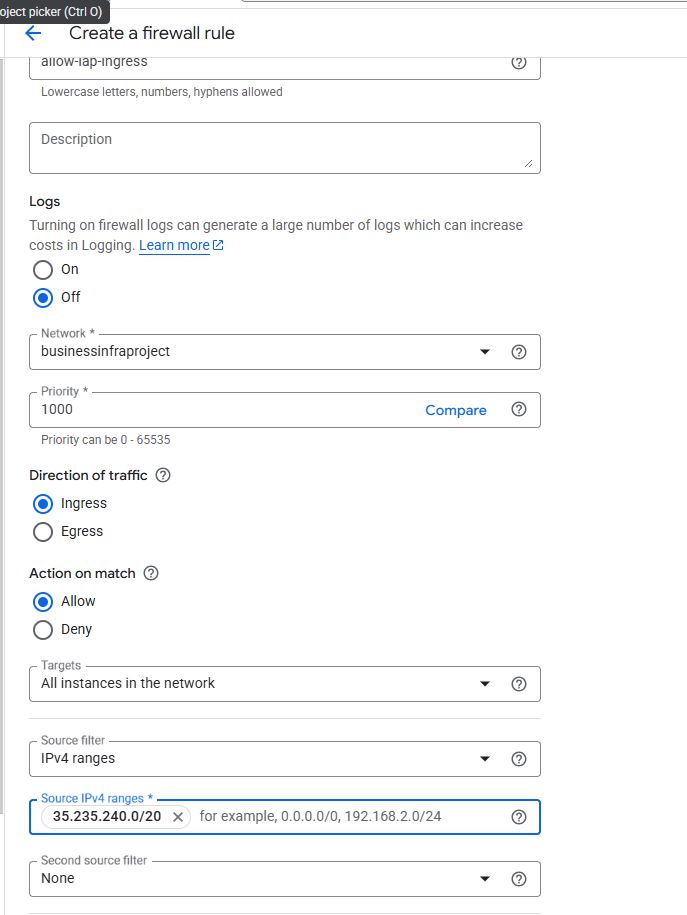 oject picker (Ctrl O)
Create a firewall rule
allow-iap-ingress
Lowercase letters, numbers, hyphens allowed
Description
Logs
Turning on firewall logs can generate a large number of logs which can increase
costs in Logging. Learn more
On
Off
Network *
businessinfraproject
Priority *
1000
Compare
Priority can be 0 - 65535
Direction of traffic
Ingress
Egress
Action on match
Allow
Deny
Targets
All instances in the network
Source filter
IPv4 ranges
Source IPv4 ranges *
35.235.240.0/20 for example, 0.0.0.0/0, 192.168.2.0/24
Second source filter
None